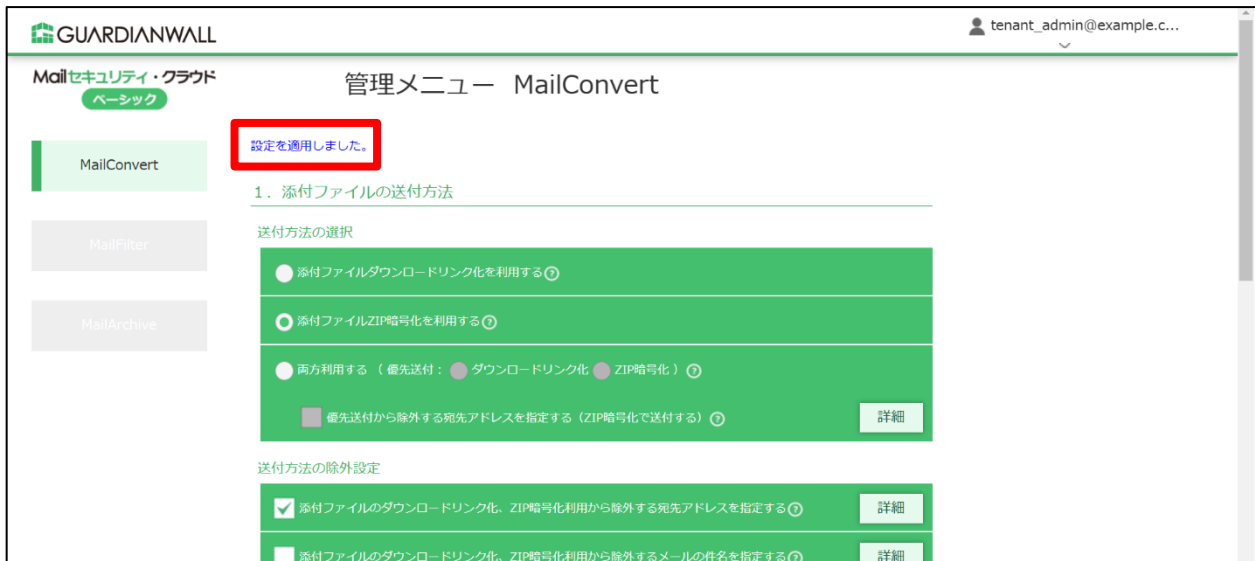 GUARDIANWALL
tenant_admin@example.c...
Mailセキュリティ・クラウド
ベーシック
管理メニュー MailConvert
MailConvert
MailFilter
MailArchive
設定を適用しました。
1. 添付ファイルの送付方法
送付方法の選択
添付ファイルダウンロードリンク化を利用する?
添付ファイルZIP暗号化を利用する?
両方利用する ( 優先送付 : ダウンロードリンク化 ZIP暗号化 ) ?
優先送付から除外する宛先アドレスを指定する (ZIP暗号化で送付する) ? 詳細
送付方法の除外設定
添付ファイルのダウンロードリンク化、ZIP暗号化利用から除外する宛先アドレスを指定する? 詳細
添付ファイルのダウンロードリンク化、ZIP暗号化利用から除外するメールの件名を指定する? 詳細